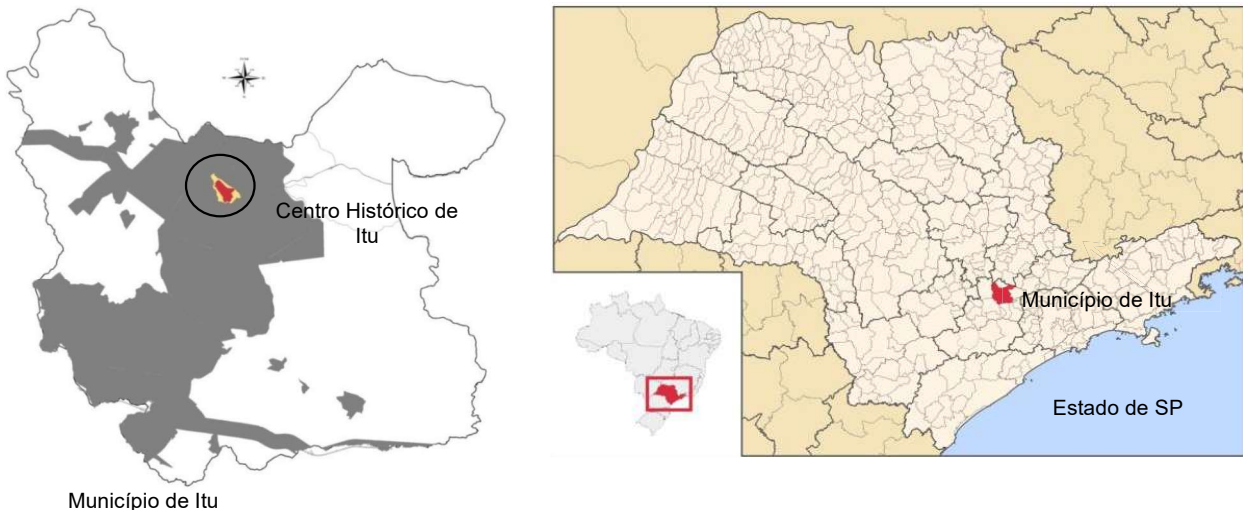 Centro Histórico de
Itu
Município de Itu
Município de Itu
Estado de SP